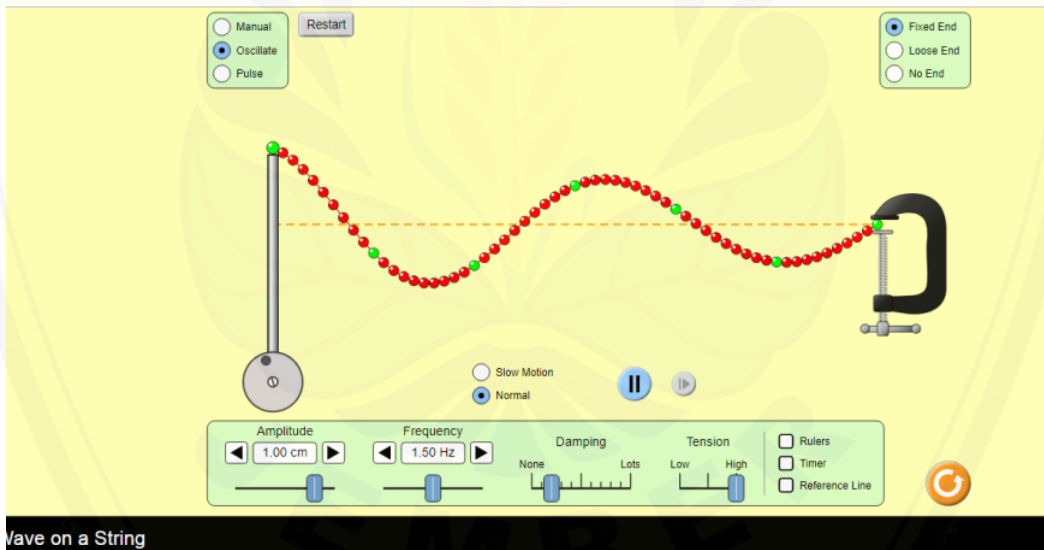 Manual
Restart
Oscillate
Pulse
Fixed End
Loose End
No End
Slow Motion
Normal
Amplitude
1.00 cm
Frequency
1.50 Hz
Damping
None
Lots
Tension
Low
High
Rulers
Timer
Reference Line
Wave on a String